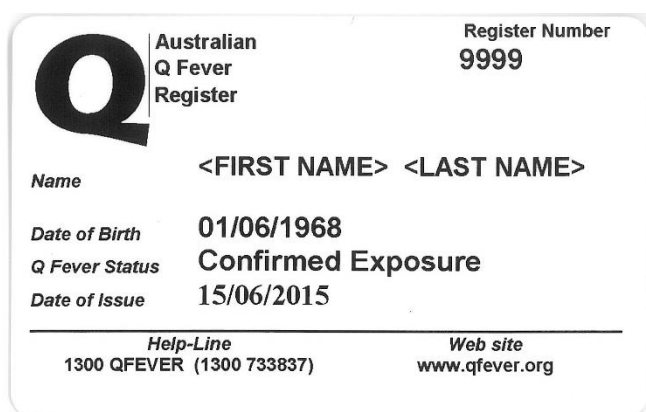 Q
Australian
Q Fever
Register
Register Number
9999
Name <FIRST NAME> <LAST NAME>
Date of Birth 01/06/1968
Q Fever Status Confirmed Exposure
Date of Issue 15/06/2015
Help-Line Web site
1300 QFEVER (1300 733837) www.qfever.org